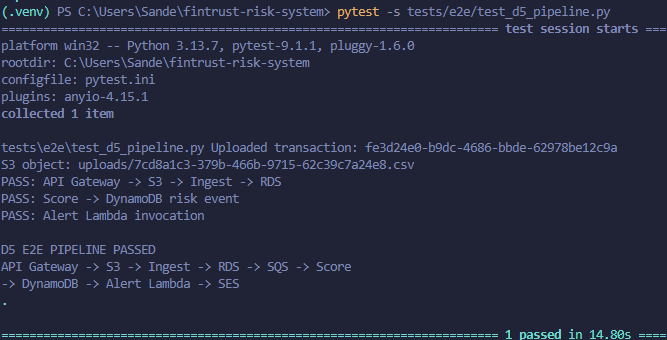 (.venv) PS C:\Users\Sande\fintrust-risk-system> pytest -s tests/e2e/test_d5_pipeline.py
======================================================================= test session starts ===
platform win32 -- Python 3.13.7, pytest-9.1.1, pluggy-1.6.0
rootdir: C:\Users\Sande\fintrust-risk-system
configfile: pytest.ini
plugins: anyio-4.15.1
collected 1 item
tests\e2e\test_d5_pipeline.py Uploaded transaction: fe3d24e0-b9dc-4686-bbde-62978be12c9a
S3 object: uploads/7cd8a1c3-379b-466b-9715-62c39c7a24e8.csv
PASS: API Gateway -> S3 -> Ingest -> RDS
PASS: Score -> DynamoDB risk event
PASS: Alert Lambda invocation
D5 E2E PIPELINE PASSED
API Gateway -> S3 -> Ingest -> RDS -> SQS -> Score
-> DynamoDB -> Alert Lambda -> SES
.
======================================================================= 1 passed in 14.80s ====